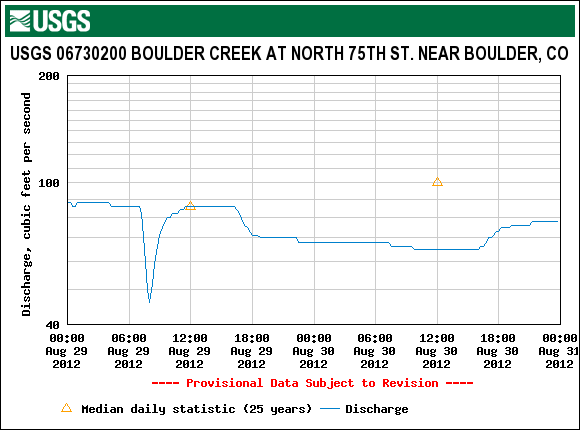 USGS
USGS 06730200 BOULDER CREEK AT NORTH 75TH ST. NEAR BOULDER, CO
Discharge, cubic feet per second
200
100
40
00:00 06:00 12:00 18:00 00:00 06:00 12:00 18:00 00:00
Aug 29 Aug 29 Aug 29 Aug 29 Aug 30 Aug 30 Aug 30 Aug 30 Aug 31
2012 2012 2012 2012 2012 2012 2012 2012 2012
---- Provisional Data Subject to Revision ----
Median daily statistic (25 years) Discharge